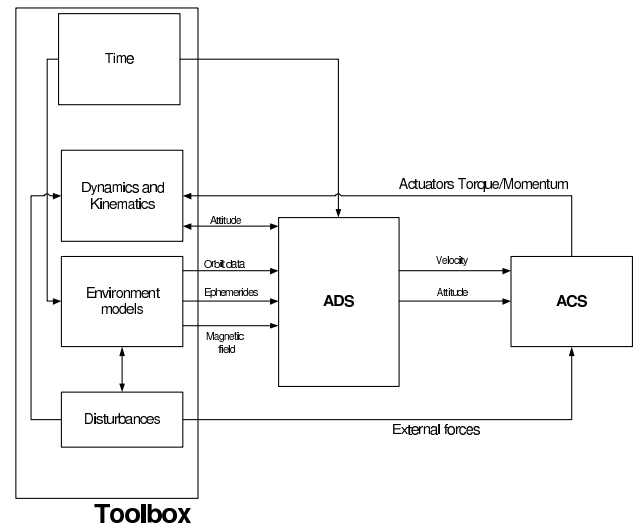 Time
Dynamics and
Kinematics
Actuators Torque/Momentum
Attitude
Orbit data
Velocity
Environment
models
Ephemerides
ADS
Attitude
ACS
Magnetic
field
Disturbances
External forces
Toolbox